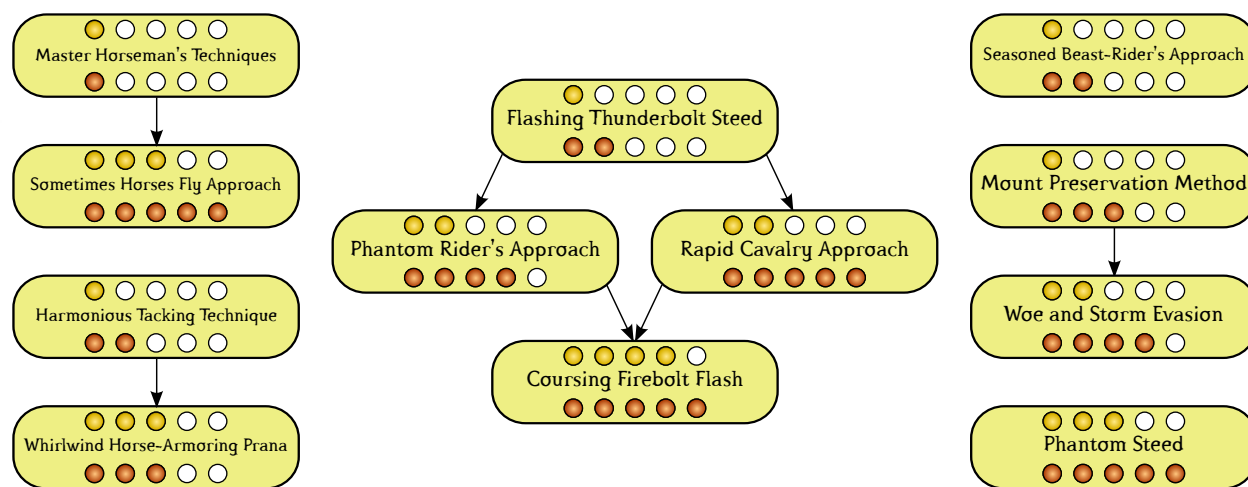 Master Horseman's Techniques
Sometimes Horses Fly Approach
Harmonious Tacking Technique
Whirlwind Horse-Armoring Prana
Flashing Thunderbolt Steed
Phantom Rider's Approach
Rapid Cavalry Approach
Coursing Firebolt Flash
Seasoned Beast-Rider's Approach
Mount Preservation Method
Woe and Storm Evasion
Phantom Steed